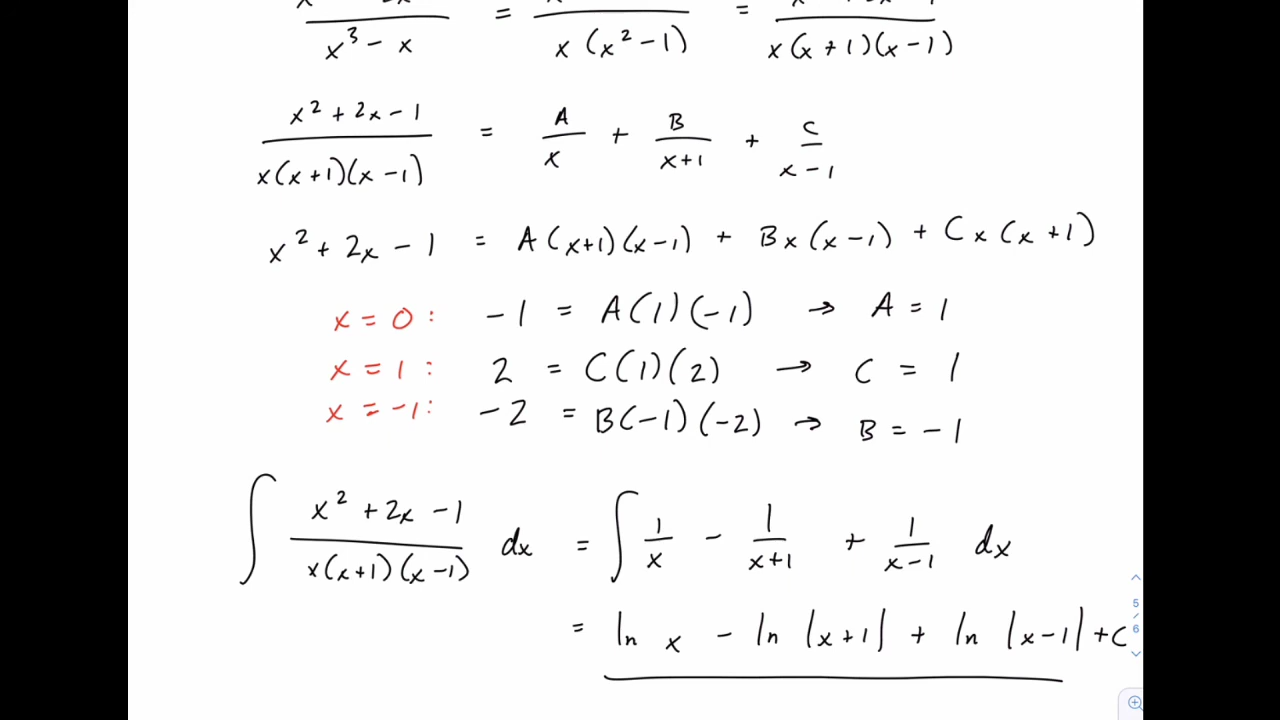 x³ - x = x (x² - 1) = x(x + 1)(x - 1)
x² + 2x - 1 / x(x + 1)(x - 1) = A / x + B / x+1 + C / x - 1
x² + 2x - 1 = A(x+1)(x-1) + Bx(x-1) + Cx(x+1)
x = 0 : -1 = A(1)(-1) → A = 1
x = 1 : 2 = C(1)(2) → C = 1
x = -1 : -2 = B(-1)(-2) → B = -1
∫ x² + 2x - 1 / x(x+1)(x-1) dx = ∫ 1/x - 1/x+1 + 1/x-1 dx
= ln x - ln |x+1| + ln |x-1| + C
5
/
6